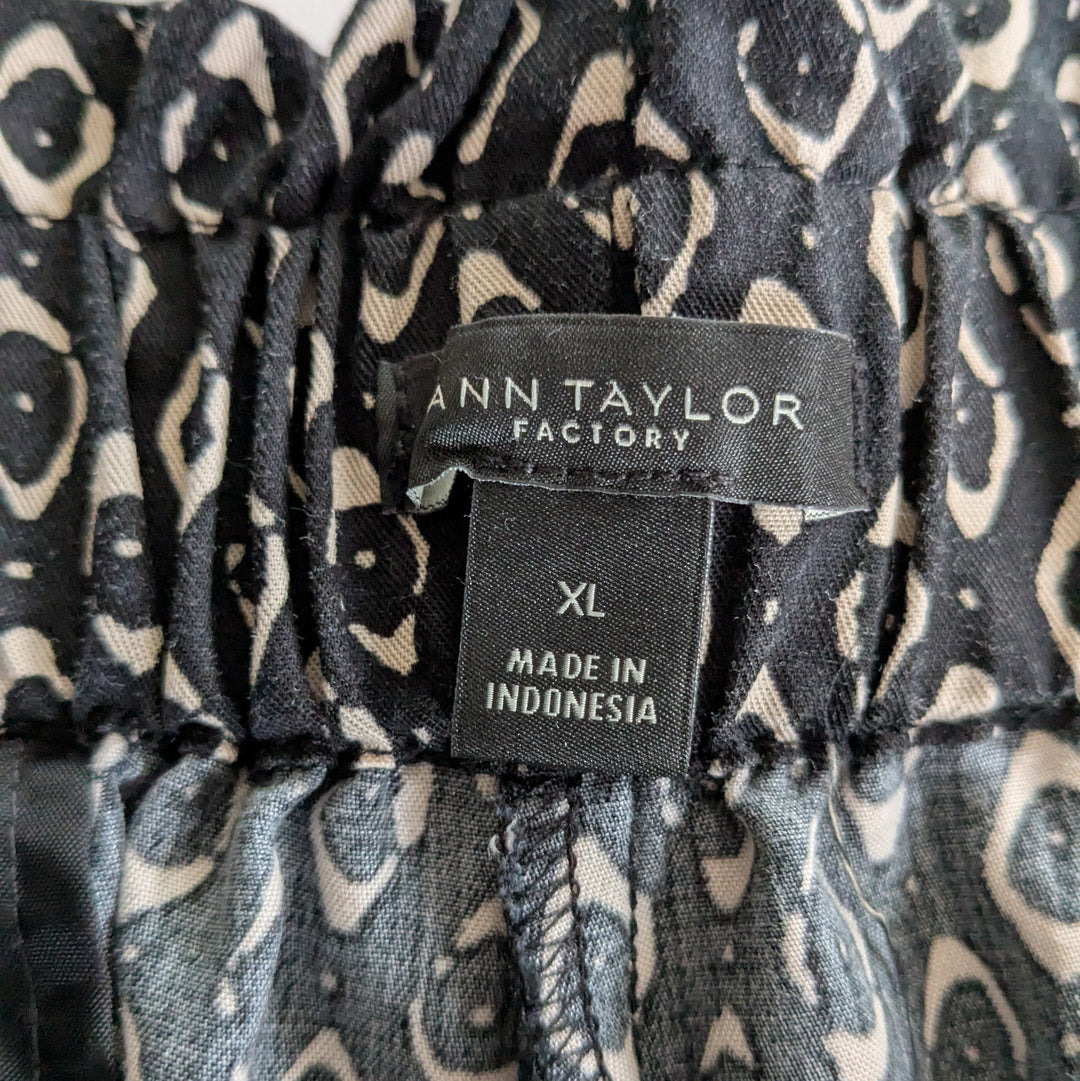 ANN TAYLOR
FACTORY
XL
MADE IN
INDONESIA